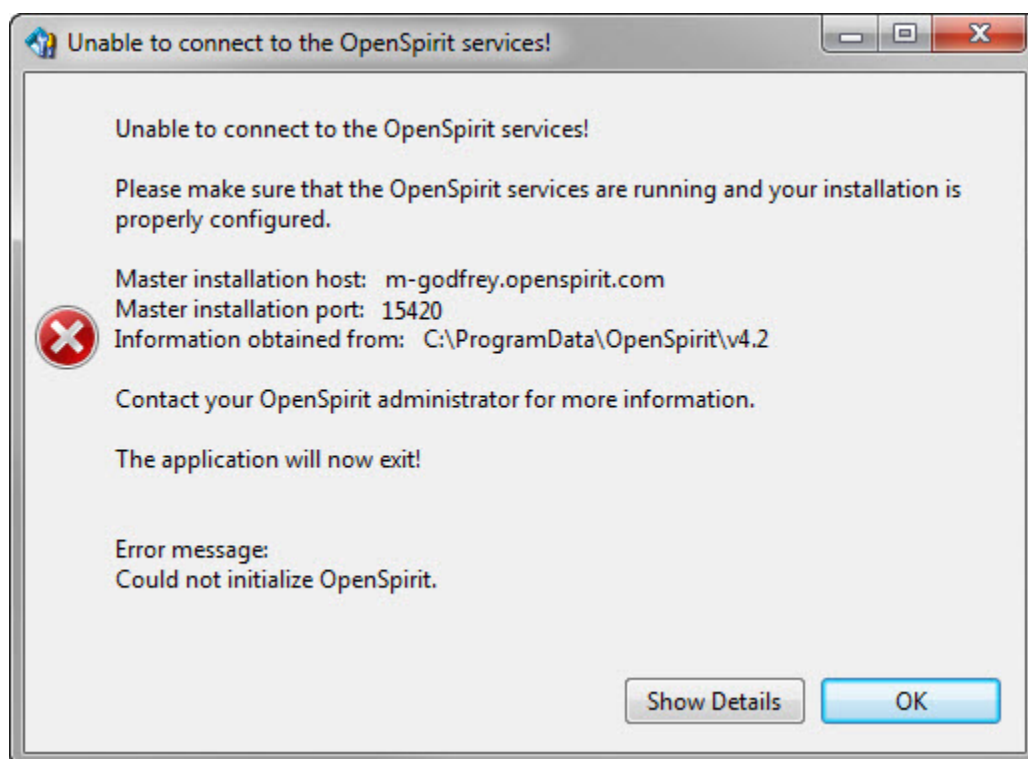 Unable to connect to the OpenSpirit services!
Unable to connect to the OpenSpirit services!
Please make sure that the OpenSpirit services are running and your installation is
properly configured.
Master installation host: m-godfrey.openspirit.com
Master installation port: 15420
Information obtained from: C:\ProgramData\OpenSpirit\v4.2
Contact your OpenSpirit administrator for more information.
The application will now exit!
Error message:
Could not initialize OpenSpirit.
Show Details OK